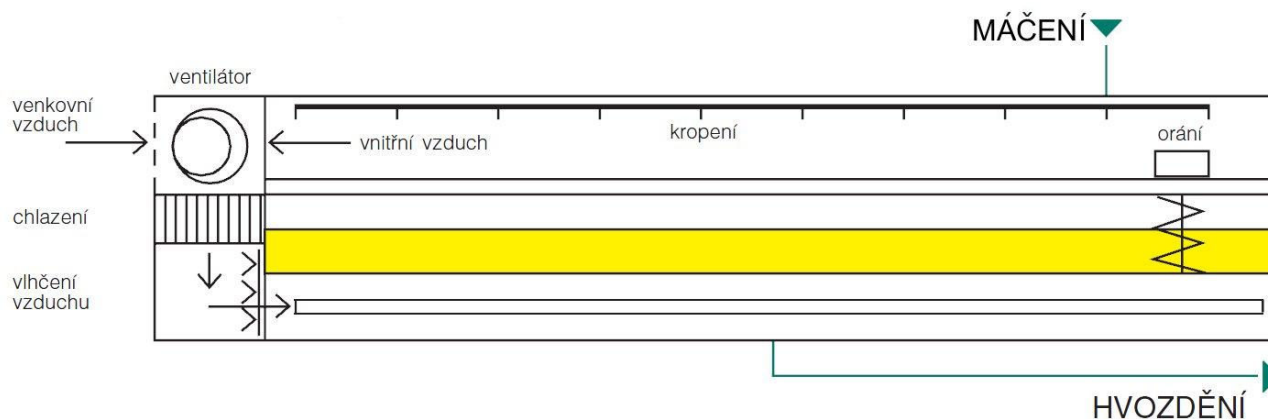 MÁČENÍ
ventilátor
venkovní
vzduch
vnitřní vzduch
kropení
orání
chlazení
vlhčení
vzduchu
HVOZDĚNÍ